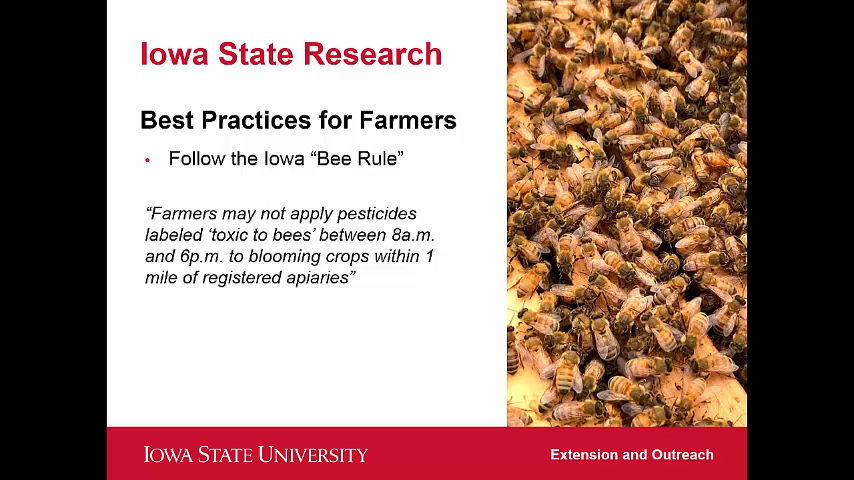 Iowa State Research
Best Practices for Farmers
• Follow the Iowa “Bee Rule”
“Farmers may not apply pesticides
labeled ‘toxic to bees’ between 8a.m.
and 6p.m. to blooming crops within 1
mile of registered apiaries”
IOWA STATE UNIVERSITY
Extension and Outreach